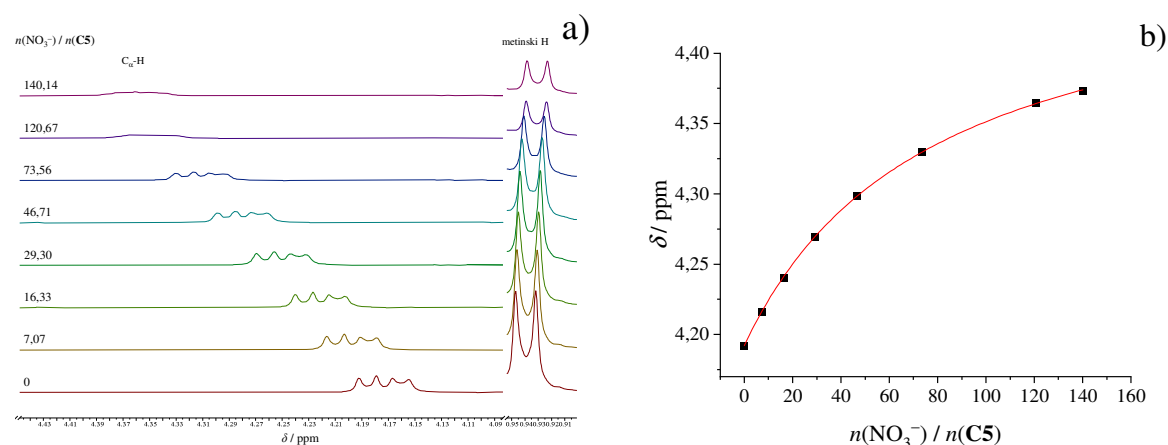 a)
n(NO₃⁻) / n(C5)
metinski H
Cα-H
140,14
120,67
73,56
46,71
29,30
16,33
7,07
0
4.43 4.41 4.39 4.37 4.35 4.33 4.31 4.29 4.27 4.25 4.23 4.21 4.19 4.17 4.15 4.13 4.11 4.09 0.95 0.94 0.93 0.92 0.91
δ / ppm
b)
4,40
4,35
4,30
4,25
4,20
δ / ppm
0 20 40 60 80 100 120 140 160
n(NO₃⁻) / n(C5)